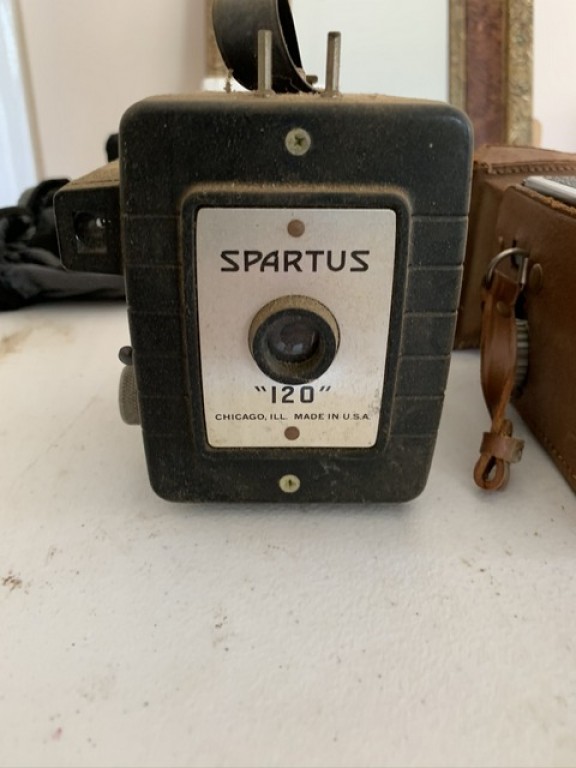 SPARTUS
"120"
CHICAGO, ILL. MADE IN U.S.A.